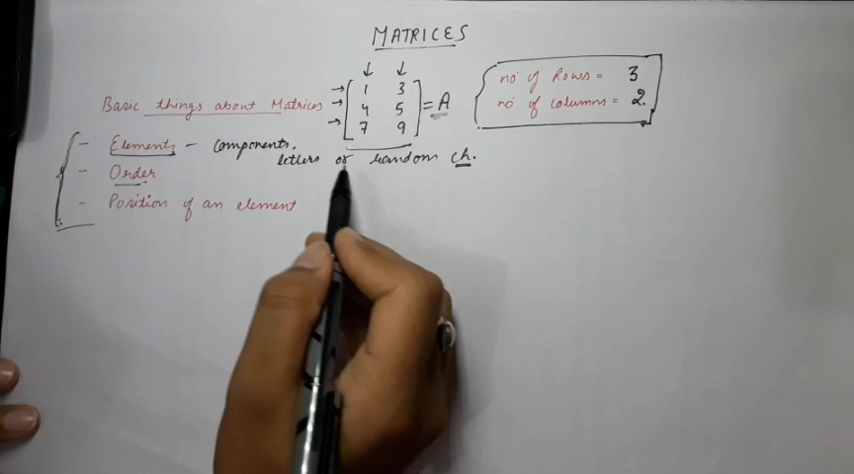 MATRICES
↓ ↓
→ 1 3
Basic things about Matrices → 4 5 = A
→ 7 9
no of Rows = 3
no of columns = 2.
- Elements - components.
letters or random ch.
- Order
- Position of an element